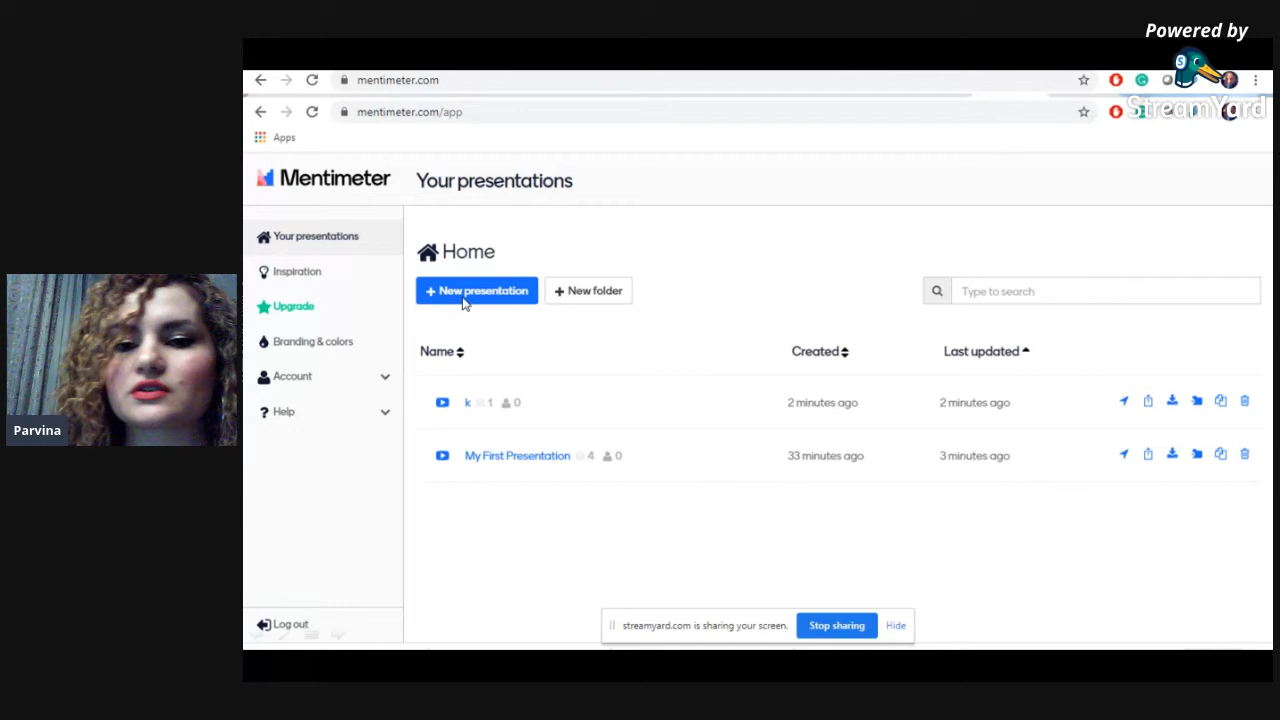 Powered by
StreamYard
mentimeter.com
mentimeter.com/app
Apps
Mentimeter
Your presentations
Your presentations
Inspiration
Upgrade
Branding & colors
Account
Help
Log out
Home
+ New presentation
+ New folder
Type to search
Name Created Last updated
k 1 0 2 minutes ago 2 minutes ago
My First Presentation 4 0 33 minutes ago 3 minutes ago
streamyard.com is sharing your screen. Stop sharing Hide
Parvina